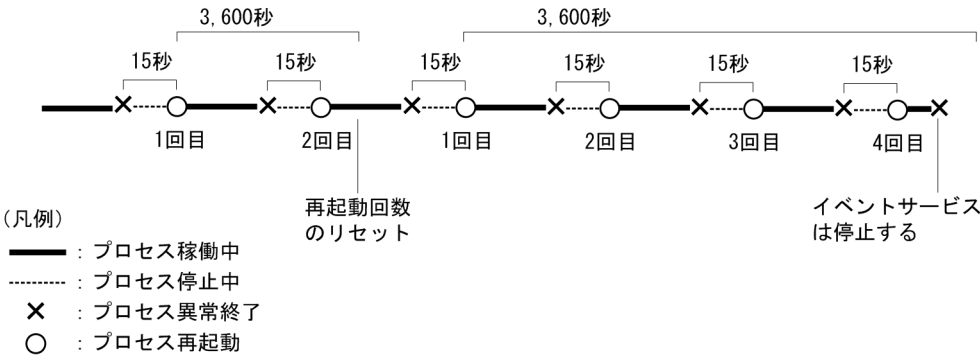 3,600秒 3,600秒
15秒 15秒 15秒 15秒 15秒 15秒
1回目 2回目 1回目 2回目 3回目 4回目
再起動回数
のリセット
イベントサービス
は停止する
(凡例)
：プロセス稼働中
：プロセス停止中
：プロセス異常終了
：プロセス再起動